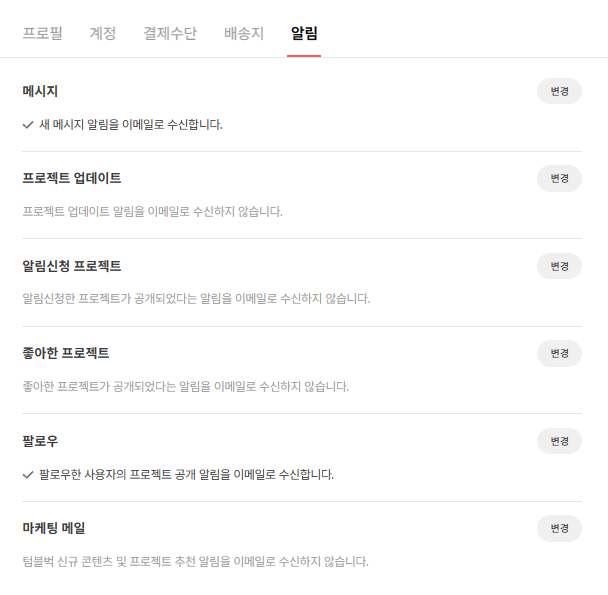 프로필 계정 결제수단 배송지 알림
메시지 변경
새 메시지 알림을 이메일로 수신합니다.
프로젝트 업데이트 변경
프로젝트 업데이트 알림을 이메일로 수신하지 않습니다.
알림신청 프로젝트 변경
알림신청한 프로젝트가 공개되었다는 알림을 이메일로 수신하지 않습니다.
좋아한 프로젝트 변경
좋아한 프로젝트가 공개되었다는 알림을 이메일로 수신하지 않습니다.
팔로우 변경
팔로우한 사용자의 프로젝트 공개 알림을 이메일로 수신합니다.
마케팅 메일 변경
텀블벅 신규 콘텐츠 및 프로젝트 추천 알림을 이메일로 수신하지 않습니다.